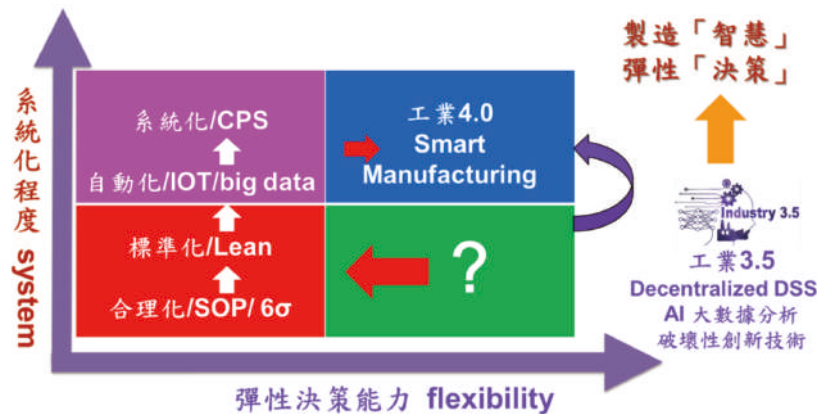 製造「智慧」
彈性「決策」
系統化程度 system
系統化/CPS
自動化/IOT/big data
工業4.0
Smart
Manufacturing
標準化/Lean
合理化/SOP/ 6σ
?
Industry 3.5
工業3.5
Decentralized DSS
AI 大數據分析
破壞性創新技術
彈性決策能力 flexibility